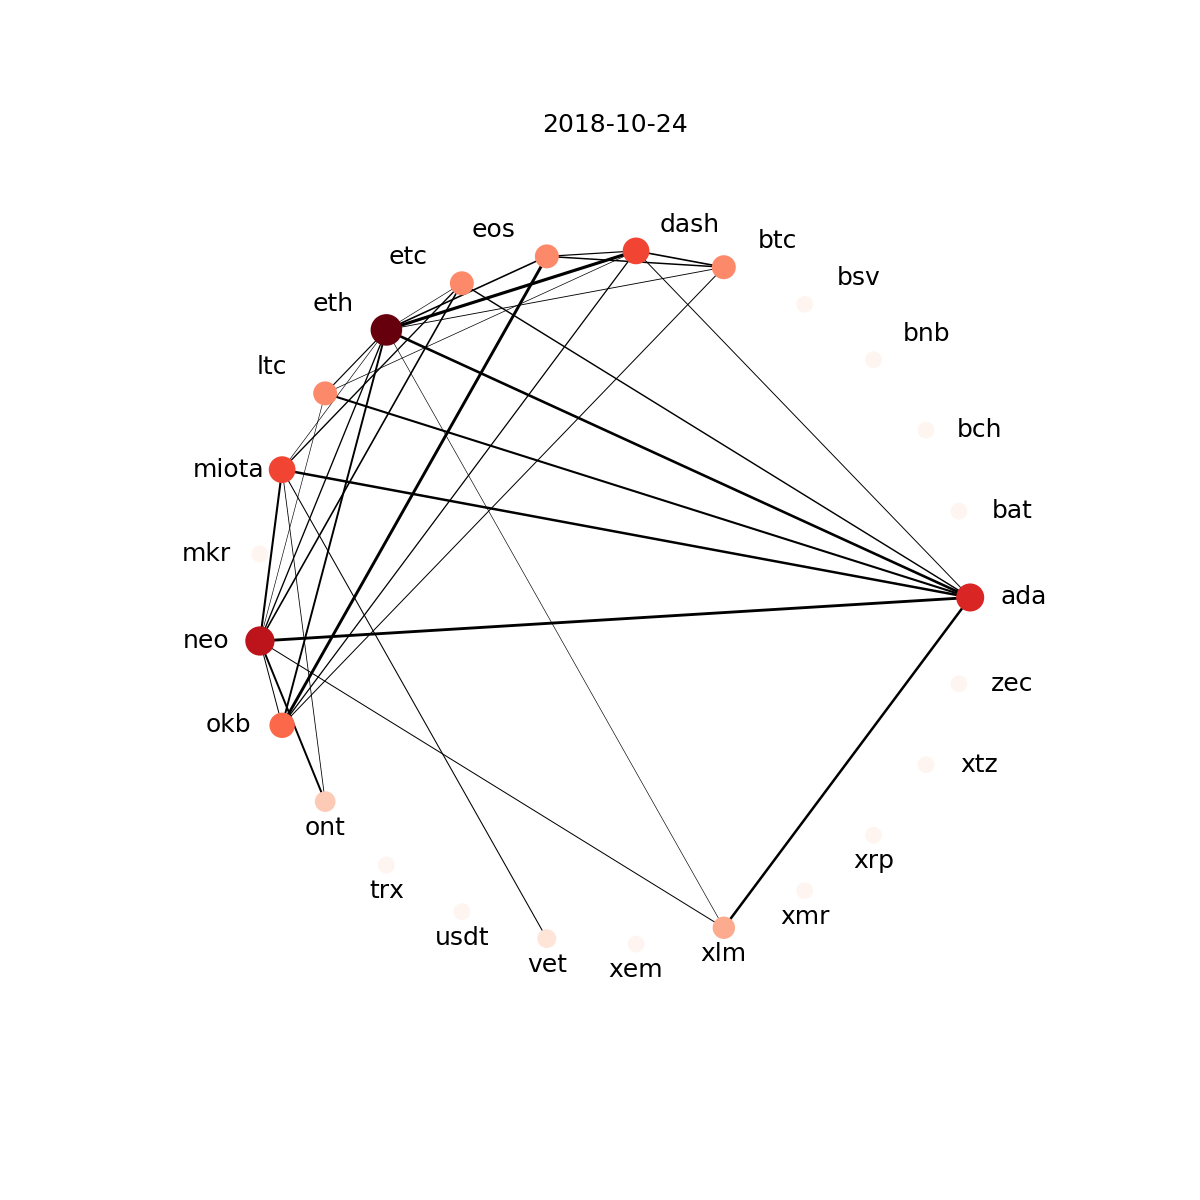 2018-10-24
dash
eos
btc
etc
bsv
eth
bnb
ltc
bch
miota
bat
mkr
ada
neo
zec
okb
xtz
ont
xrp
trx
xmr
usdt
xlm
vet
xem